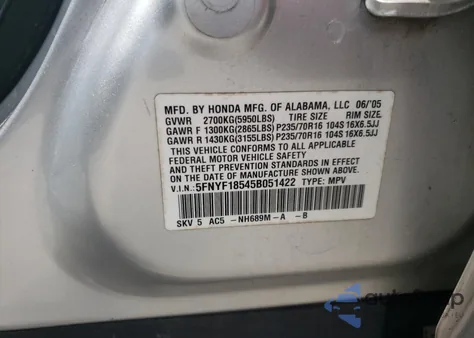 MFD. BY HONDA MFG. OF ALABAMA, LLC 06/'05
GVWR 2700KG(5950LBS) TIRE SIZE RIM SIZE
GAWR F 1300KG(2865LBS) P235/70R16 104S 16X6.5JJ
GAWR R 1430KG(3155LBS) P235/70R16 104S 16X6.5JJ
THIS VEHICLE CONFORMS TO ALL APPLICABLE
FEDERAL MOTOR VEHICLE SAFETY AND
THEFT PREVENTION STANDARDS IN EFFECT ON
THE DATE OF MANUFACTURE SHOWN ABOVE.
V.I.N.: 5FNYF18545B051422 TYPE: MPV
SKV 5 AC5 -NH689M-A -B